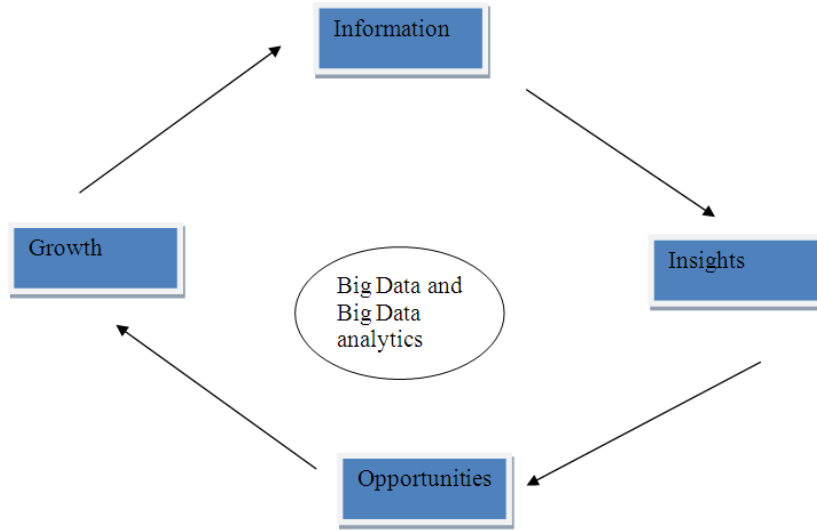 Information
Growth
Insights
Big Data and
Big Data
analytics
Opportunities